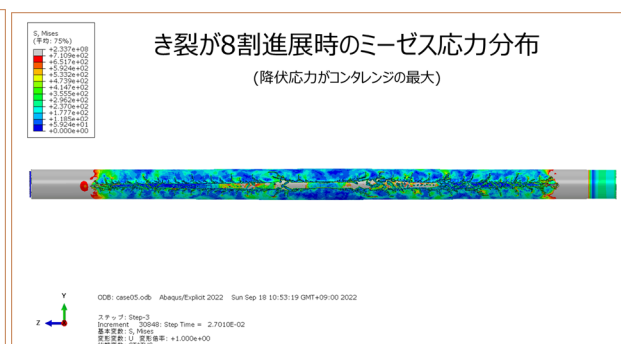 S, Mises
(平均: 75%)
+2.337e+08
+7.109e+02
+6.517e+02
+5.924e+02
+5.332e+02
+4.739e+02
+4.147e+02
+3.555e+02
+2.962e+02
+2.370e+02
+1.777e+02
+1.185e+02
+5.924e+01
+0.000e+00
き裂が8割進展時のミーゼス応力分布
(降伏応力がコンタレンジの最大)
Y
Z
ODB: case05.odb Abaqus/Explicit 2022 Sun Sep 18 10:53:19 GMT+09:00 2022
ステップ: Step-3
Increment 30848: Step Time = 2.7010E-02
基本変数: S, Mises
変形変数: U 変形倍率: +1.000e+00